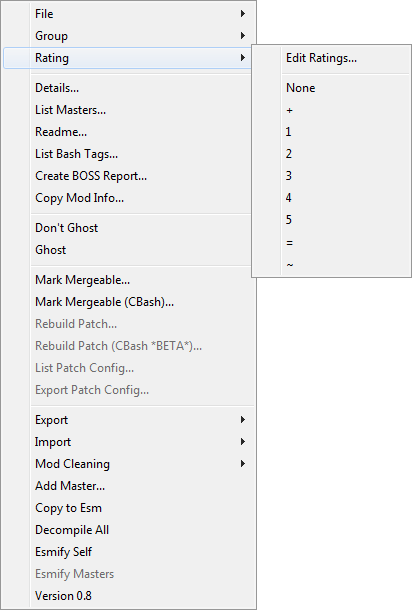 File
Group
Rating
Details...
List Masters...
Readme...
List Bash Tags...
Create BOSS Report...
Copy Mod Info...
Don't Ghost
Ghost
Mark Mergeable...
Mark Mergeable (CBash)...
Rebuild Patch...
Rebuild Patch (CBash *BETA*)...
List Patch Config...
Export Patch Config...
Export
Import
Mod Cleaning
Add Master...
Copy to Esm
Decompile All
Esmify Self
Esmify Masters
Version 0.8
Edit Ratings...
None
+
1
2
3
4
5
=
~